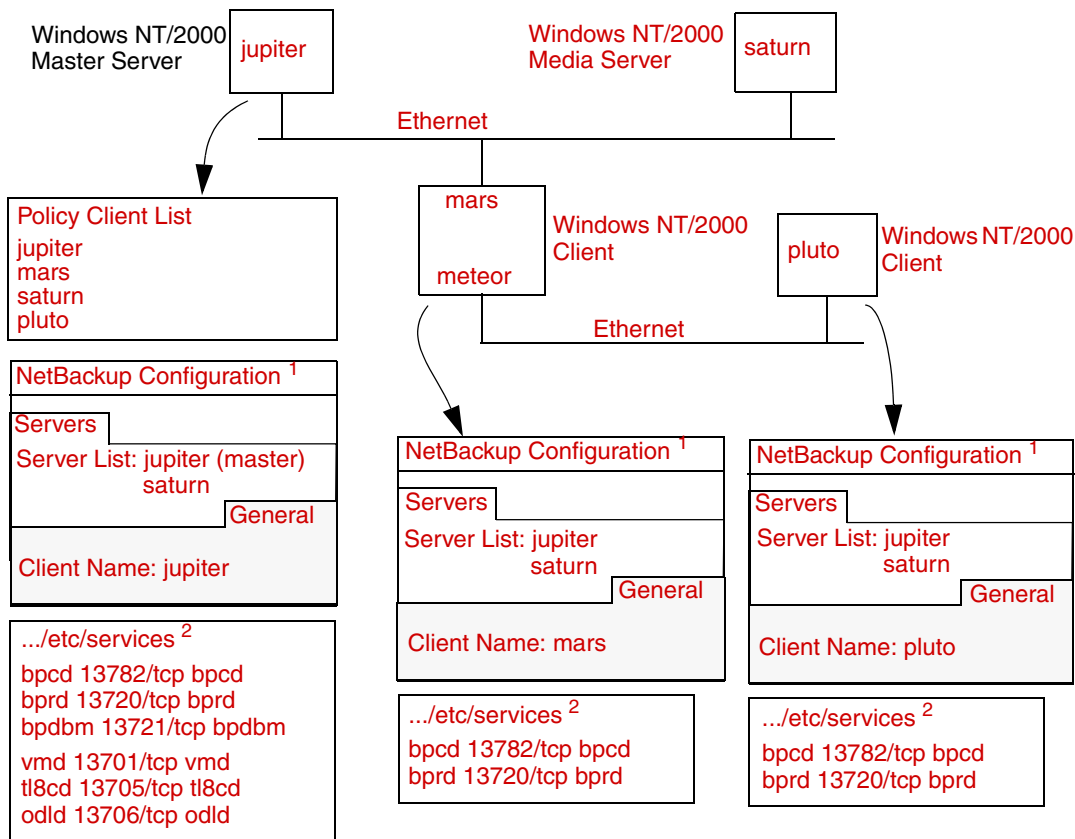 Windows NT/2000
Master Server
jupiter
Windows NT/2000
Media Server
saturn
Ethernet
mars
meteor
Windows NT/2000
Client
pluto
Windows NT/2000
Client
Ethernet
Policy Client List
jupiter
mars
saturn
pluto
NetBackup Configuration 1
Servers
Server List: jupiter (master)
saturn
General
Client Name: jupiter
.../etc/services 2
bpcd 13782/tcp bpcd
bprd 13720/tcp bprd
bpdbm 13721/tcp bpdbm
vmd 13701/tcp vmd
tl8cd 13705/tcp tl8cd
odld 13706/tcp odld
NetBackup Configuration 1
Servers
Server List: jupiter
saturn
General
Client Name: mars
.../etc/services 2
bpcd 13782/tcp bpcd
bprd 13720/tcp bprd
NetBackup Configuration 1
Servers
Server List: jupiter
saturn
General
Client Name: pluto
.../etc/services 2
bpcd 13782/tcp bpcd
bprd 13720/tcp bprd